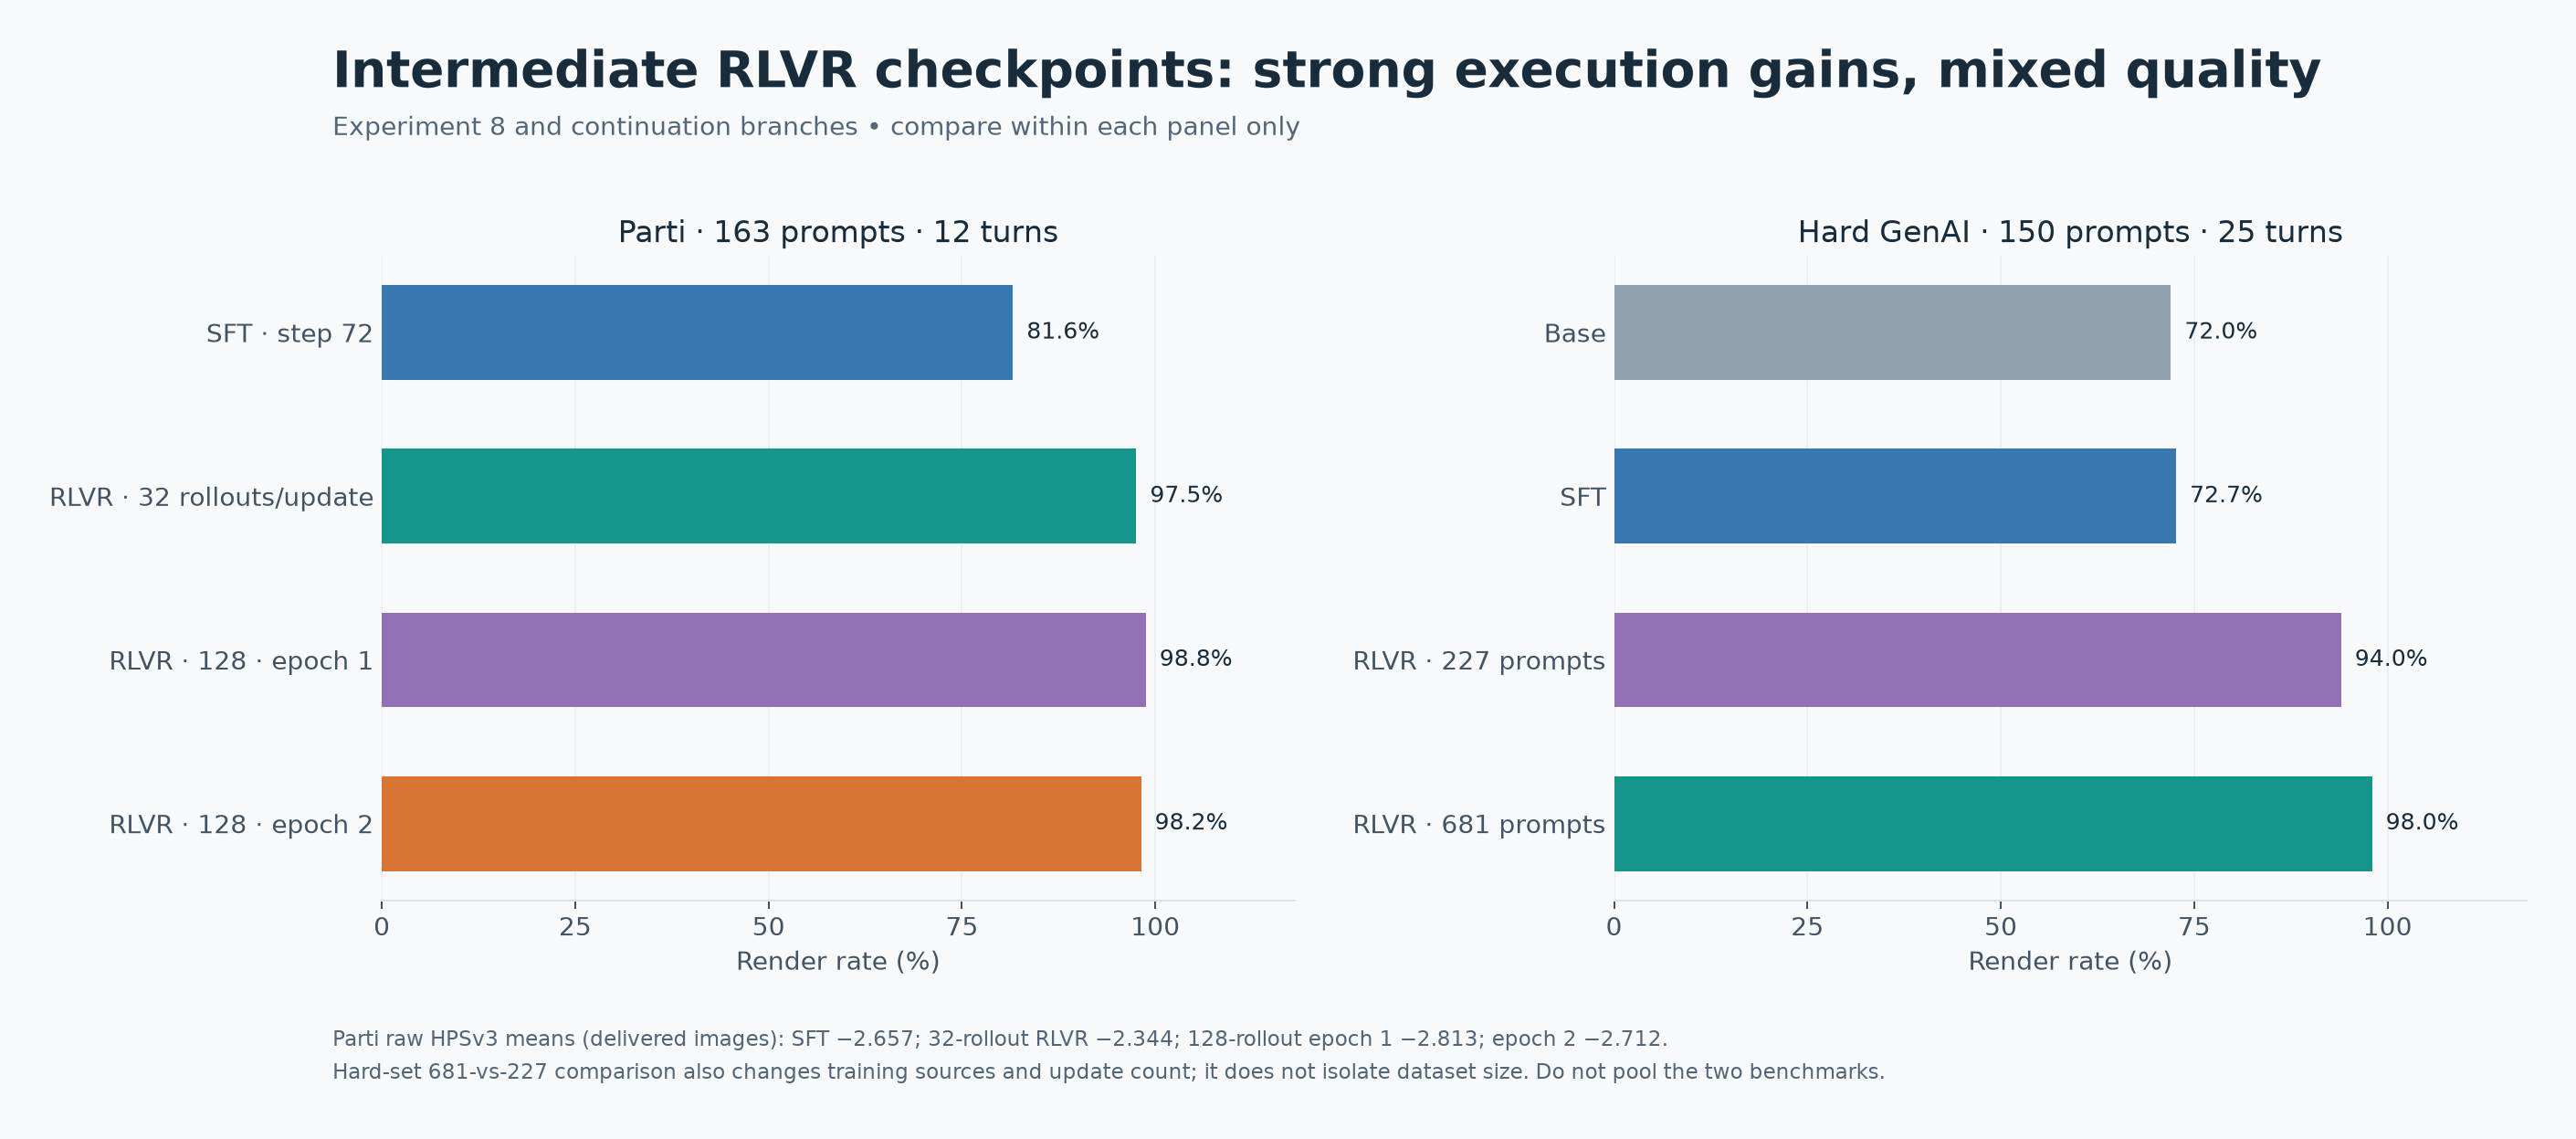 Intermediate RLVR checkpoints: strong execution gains, mixed quality
Experiment 8 and continuation branches • compare within each panel only
Parti · 163 prompts · 12 turns
SFT · step 72
81.6%
RLVR · 32 rollouts/update
97.5%
RLVR · 128 · epoch 1
98.8%
RLVR · 128 · epoch 2
98.2%
0 25 50 75 100
Render rate (%)
Hard GenAI · 150 prompts · 25 turns
Base
72.0%
SFT
72.7%
RLVR · 227 prompts
94.0%
RLVR · 681 prompts
98.0%
0 25 50 75 100
Render rate (%)
Parti raw HPSv3 means (delivered images): SFT −2.657; 32-rollout RLVR −2.344; 128-rollout epoch 1 −2.813; epoch 2 −2.712.
Hard-set 681-vs-227 comparison also changes training sources and update count; it does not isolate dataset size. Do not pool the two benchmarks.